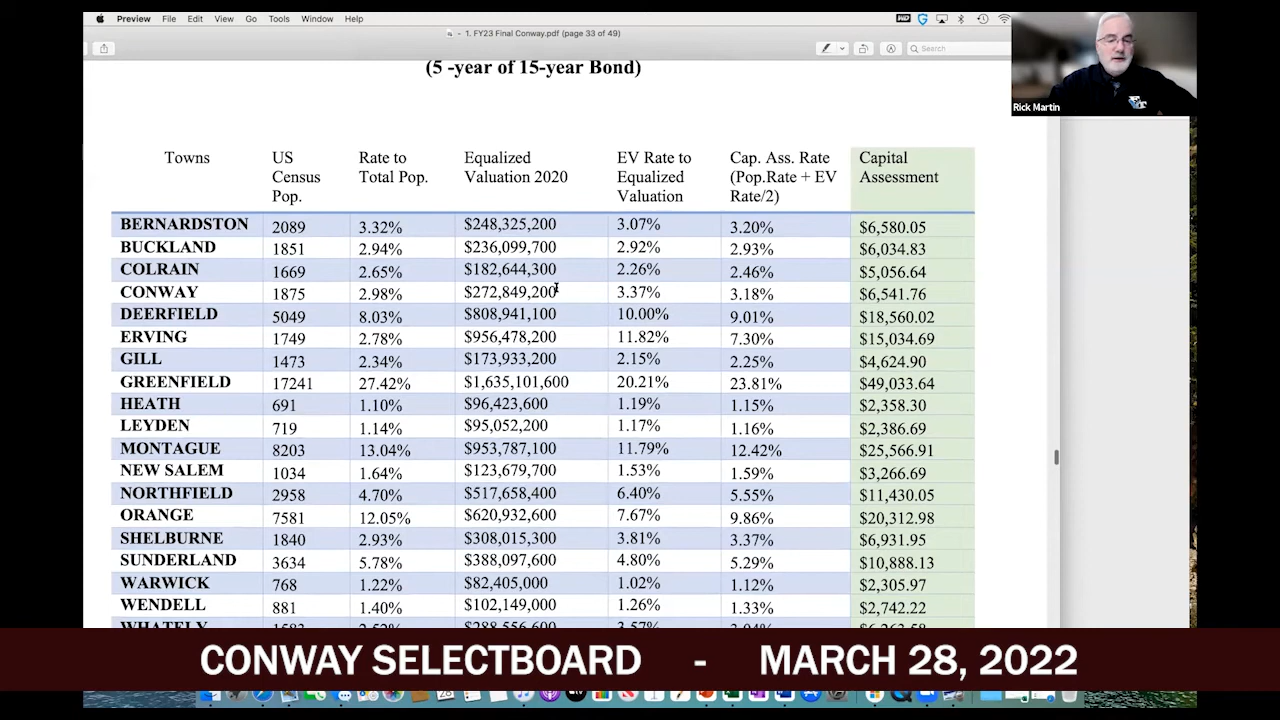 Preview File Edit View Go Tools Window Help
1. FY23 Final Conway.pdf (page 33 of 49)
Search
Rick Martin
(5 -year of 15-year Bond)
Towns US Census Pop. Rate to Total Pop. Equalized Valuation 2020 EV Rate to Equalized Valuation Cap. Ass. Rate (Pop.Rate + EV Rate/2) Capital Assessment
BERNARDSTON 2089 3.32% $248,325,200 3.07% 3.20% $6,580.05
BUCKLAND 1851 2.94% $236,099,700 2.92% 2.93% $6,034.83
COLRAIN 1669 2.65% $182,644,300 2.26% 2.46% $5,056.64
CONWAY 1875 2.98% $272,849,200 3.37% 3.18% $6,541.76
DEERFIELD 5049 8.03% $808,941,100 10.00% 9.01% $18,560.02
ERVING 1749 2.78% $956,478,200 11.82% 7.30% $15,034.69
GILL 1473 2.34% $173,933,200 2.15% 2.25% $4,624.90
GREENFIELD 17241 27.42% $1,635,101,600 20.21% 23.81% $49,033.64
HEATH 691 1.10% $96,423,600 1.19% 1.15% $2,358.30
LEYDEN 719 1.14% $95,052,200 1.17% 1.16% $2,386.69
MONTAGUE 8203 13.04% $953,787,100 11.79% 12.42% $25,566.91
NEW SALEM 1034 1.64% $123,679,700 1.53% 1.59% $3,266.69
NORTHFIELD 2958 4.70% $517,658,400 6.40% 5.55% $11,430.05
ORANGE 7581 12.05% $620,932,600 7.67% 9.86% $20,312.98
SHELBURNE 1840 2.93% $308,015,300 3.81% 3.37% $6,931.95
SUNDERLAND 3634 5.78% $388,097,600 4.80% 5.29% $10,888.13
WARWICK 768 1.22% $82,405,000 1.02% 1.12% $2,305.97
WENDELL 881 1.40% $102,149,000 1.26% 1.33% $2,742.22
WHATELY
CONWAY SELECTBOARD - MARCH 28, 2022